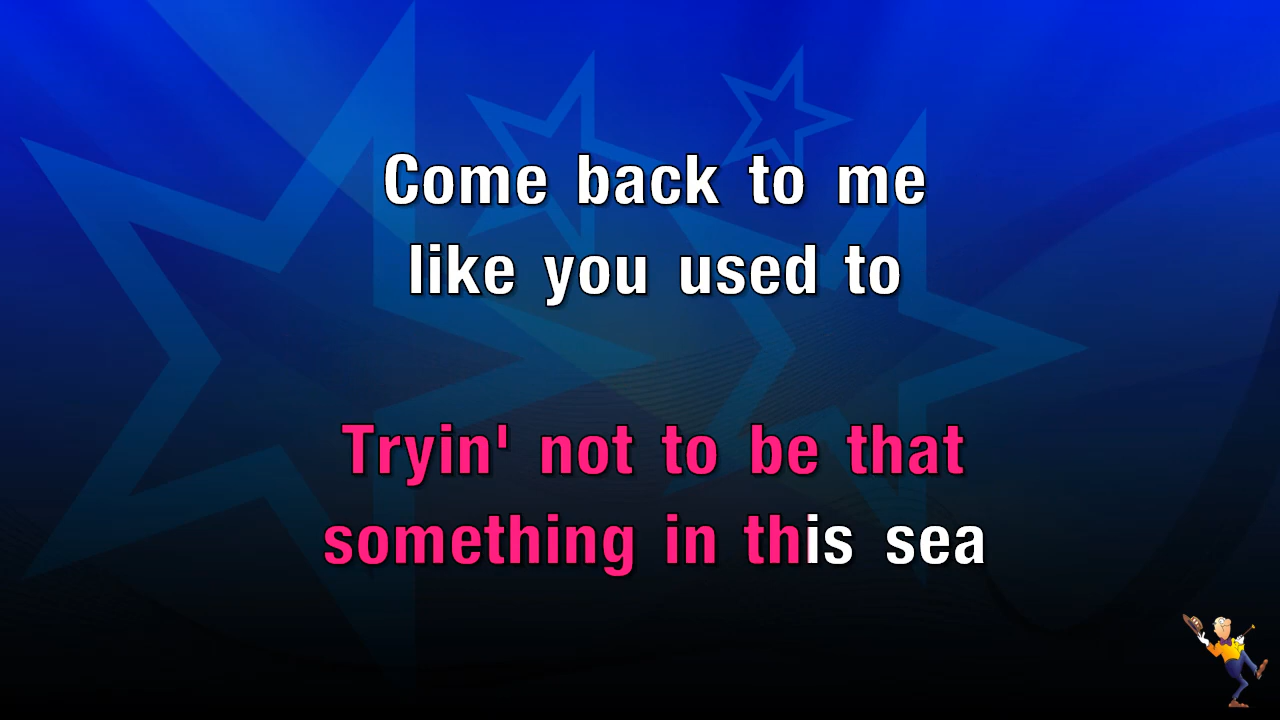 Come back to me
like you used to
Tryin' not to be that
something in this sea